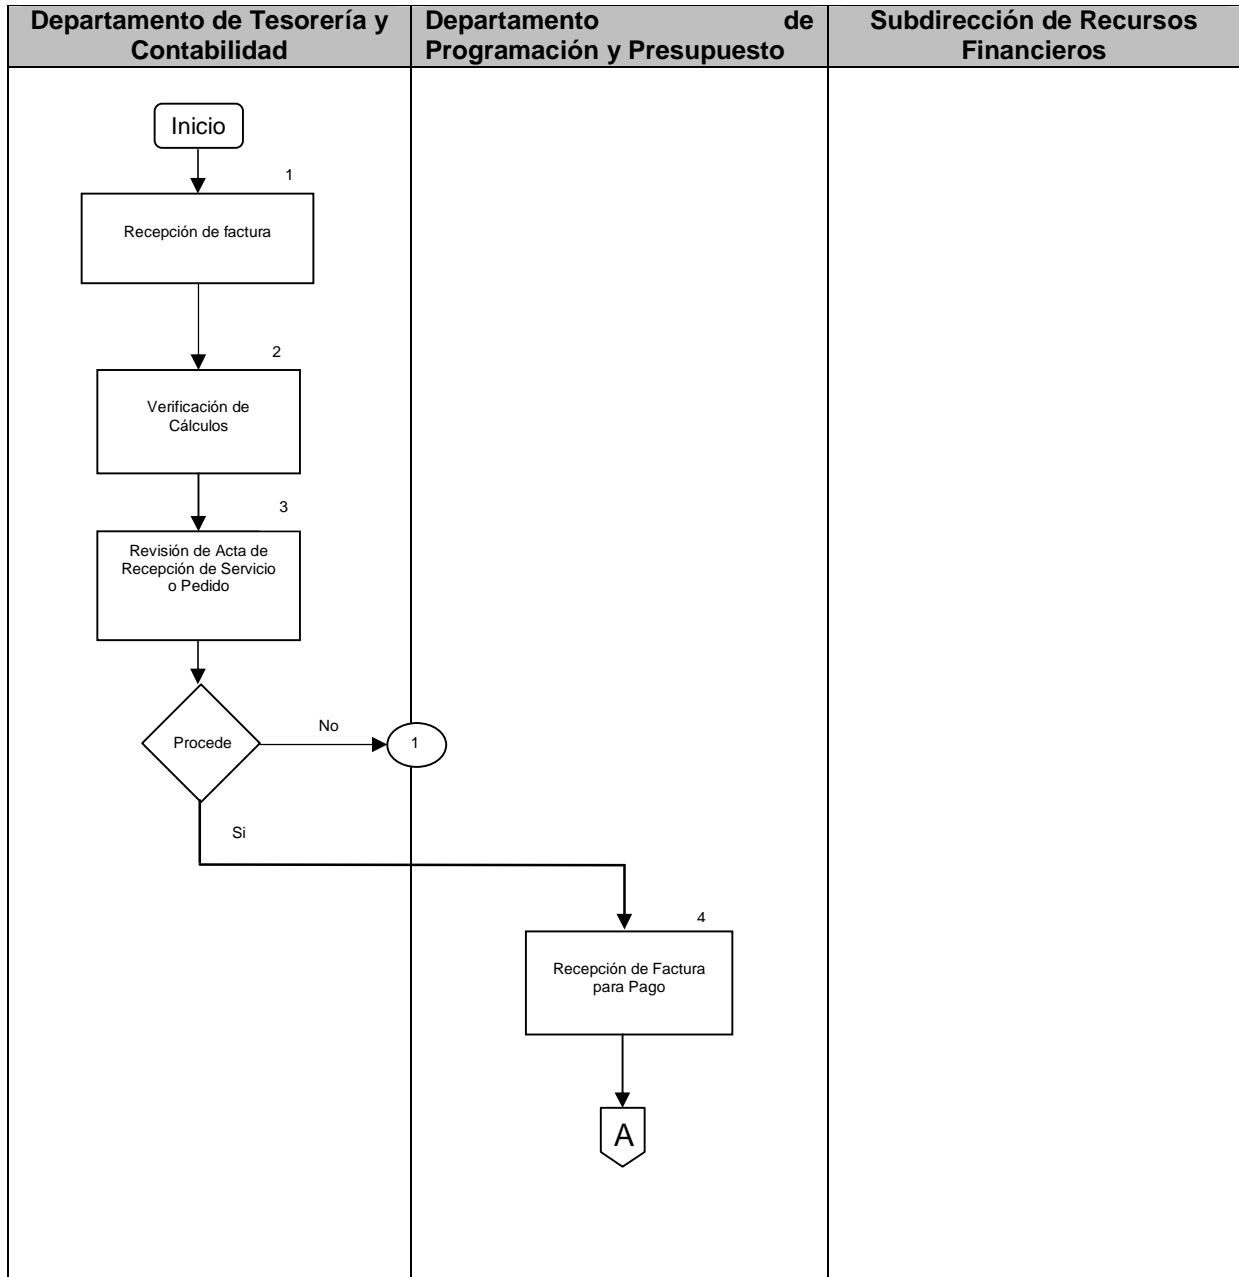 Departamento de Tesorería y
Contabilidad
Departamento de
Programación y Presupuesto
Subdirección de Recursos
Financieros
Inicio
1
Recepción de factura
2
Verificación de
Cálculos
3
Revisión de Acta de
Recepción de Servicio
o Pedido
Procede
No
1
Si
4
Recepción de Factura
para Pago
A